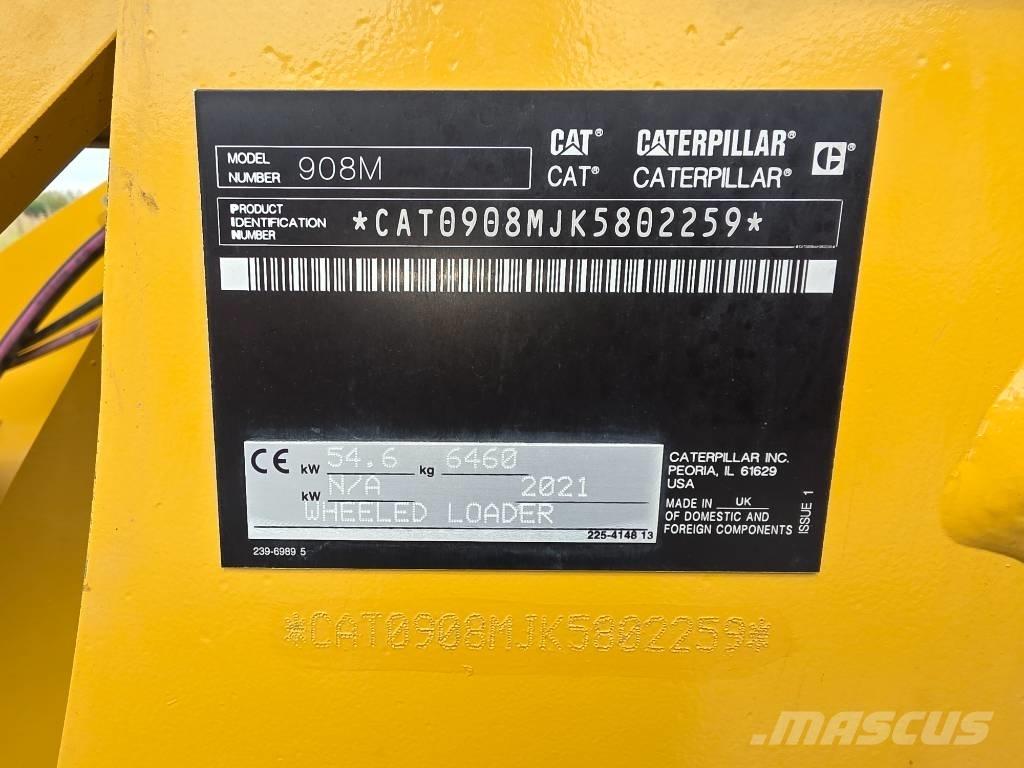 CAT® CATERPILLAR®
CAT® CATERPILLAR®
MODEL NUMBER 908M
PRODUCT IDENTIFICATION NUMBER *CAT0908MJK5802259*
CE kW 54.6 kg 6460
kW N/A 2021
WHEELED LOADER
225-4148 13
239-6989 5
CATERPILLAR INC.
PEORIA, IL 61629
USA
MADE IN UK
OF DOMESTIC AND
FOREIGN COMPONENTS
ISSUE 1
*CAT0908MJK5802259*
MASCUS